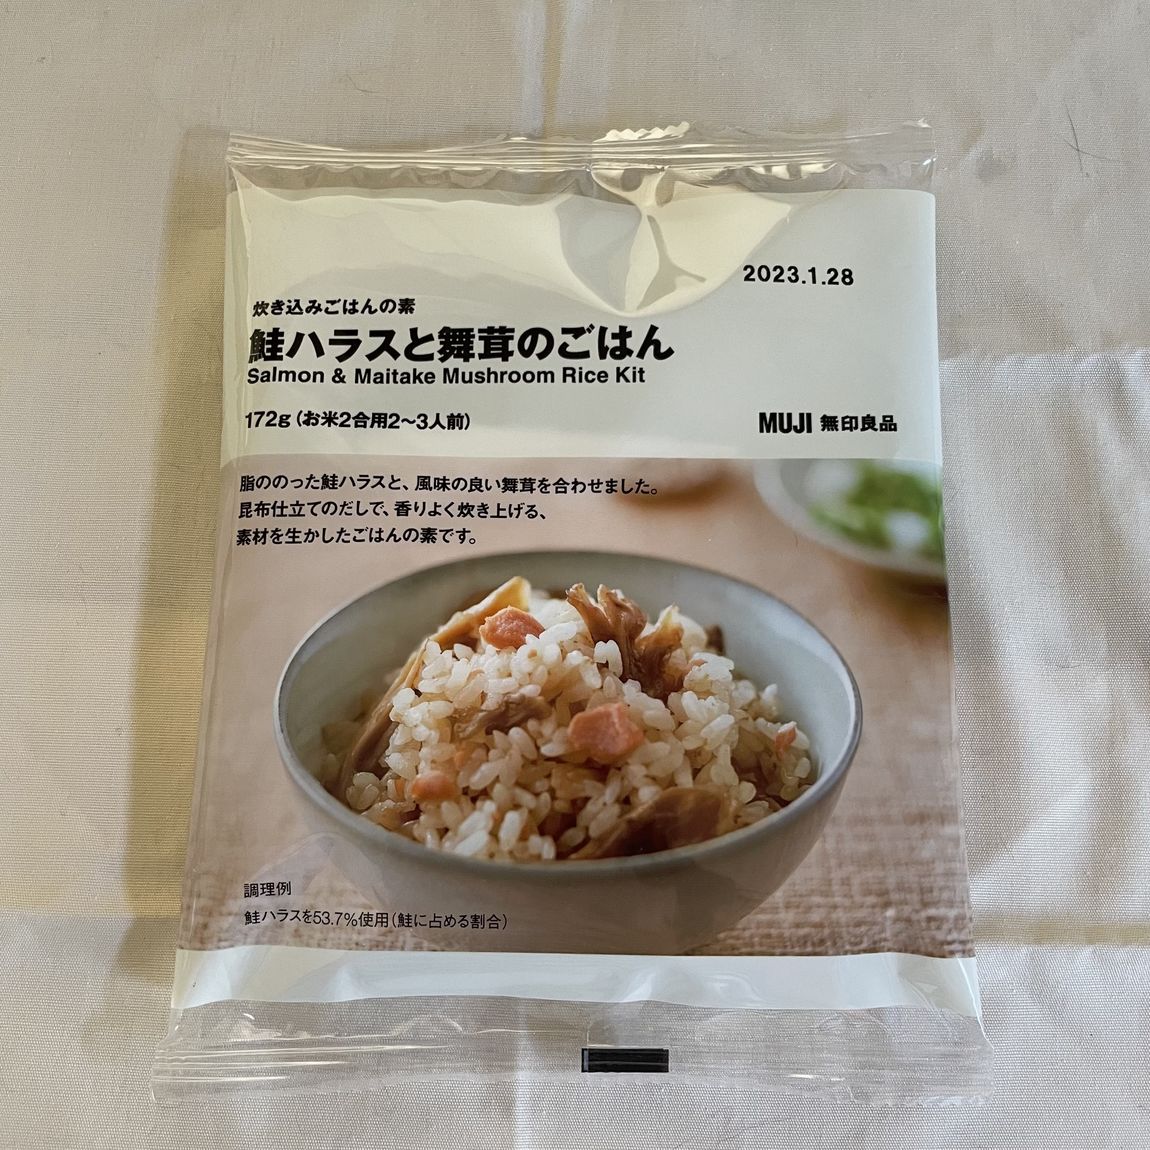 2023.1.28
炊き込みごはんの素
鮭ハラスと舞茸のごはん
Salmon & Maitake Mushroom Rice Kit
172g（お米2合用2〜3人前）
MUJI 無印良品
脂ののった鮭ハラスと、風味の良い舞茸を合わせました。
昆布仕立てのだしで、香りよく炊き上げる、
素材を生かしたごはんの素です。
調理例
鮭ハラスを53.7%使用（鮭に占める割合）